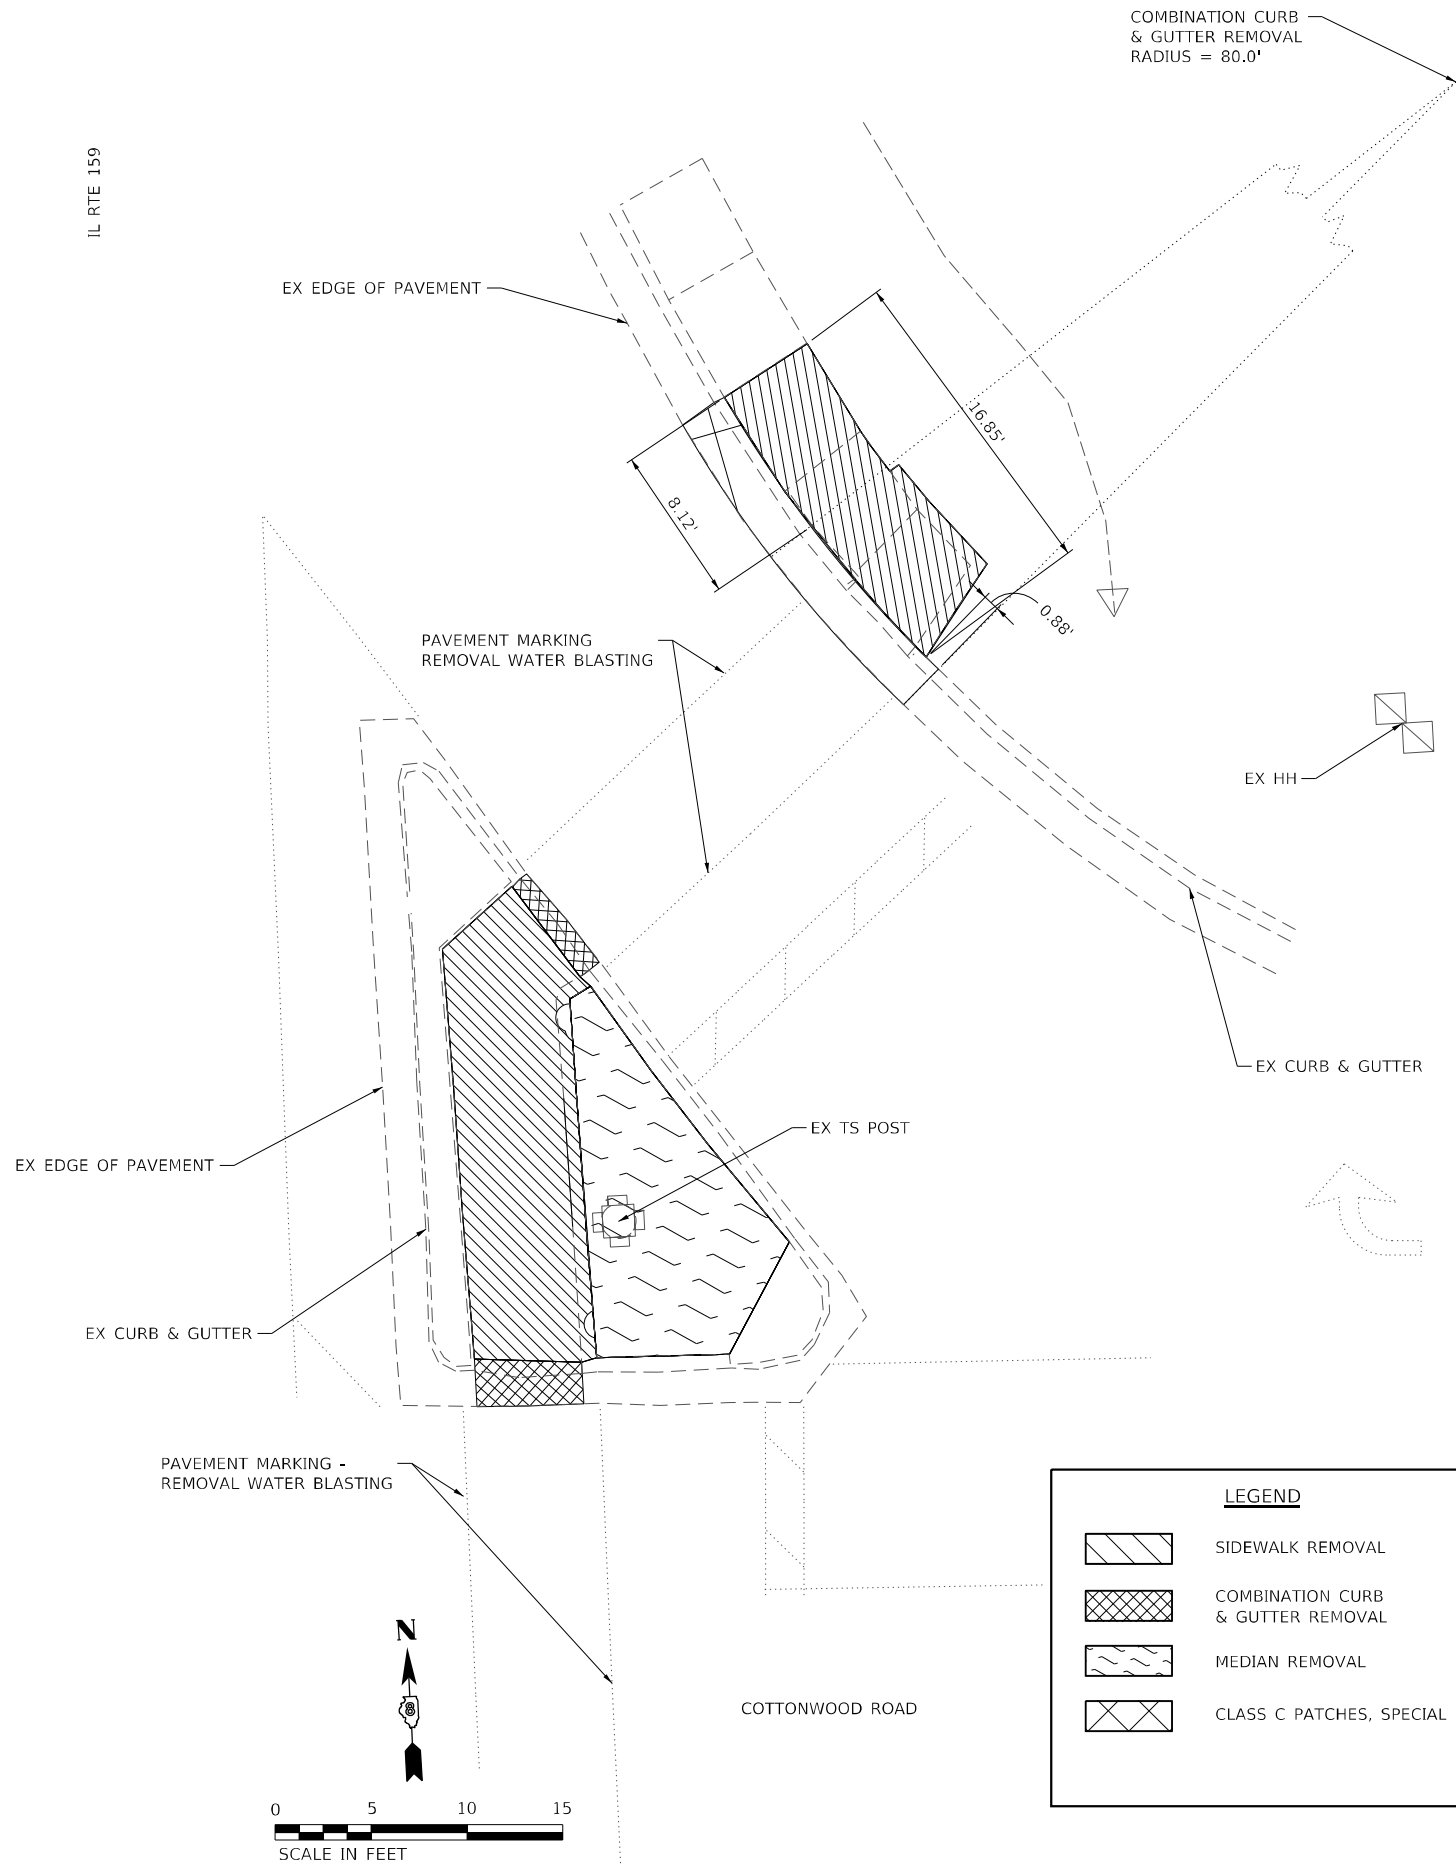 COMBINATION CURB
& GUTTER REMOVAL
RADIUS = 80.0'
IL RTE 159
EX EDGE OF PAVEMENT
16.85'
8.12'
0.88'
PAVEMENT MARKING
REMOVAL WATER BLASTING
EX HH
EX CURB & GUTTER
EX TS POST
EX EDGE OF PAVEMENT
EX CURB & GUTTER
PAVEMENT MARKING -
REMOVAL WATER BLASTING
LEGEND
SIDEWALK REMOVAL
COMBINATION CURB
& GUTTER REMOVAL
MEDIAN REMOVAL
CLASS C PATCHES, SPECIAL
N
8
COTTONWOOD ROAD
0 5 10 15
SCALE IN FEET